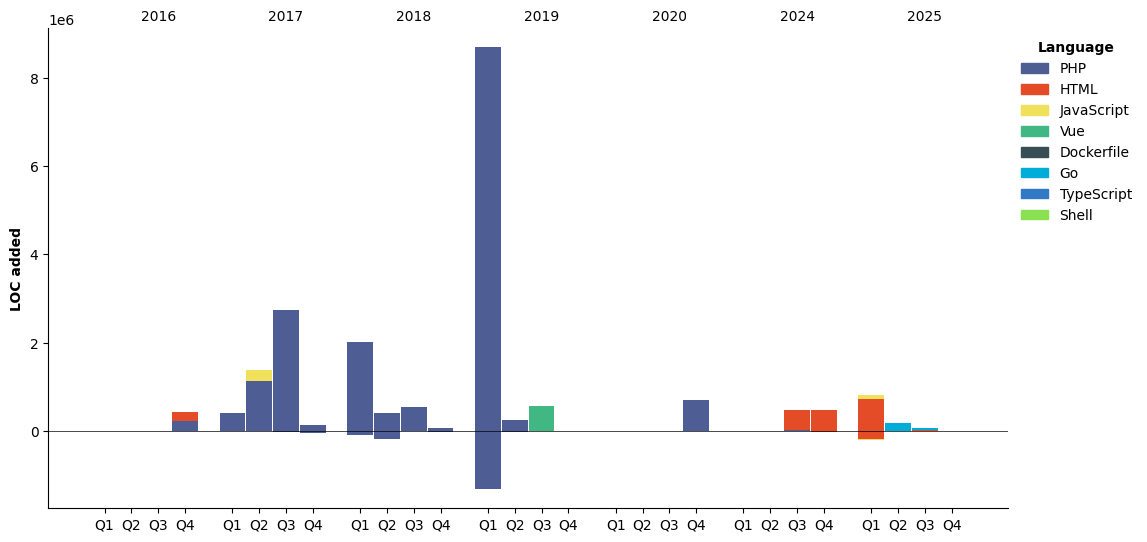 1e6
2016 2017 2018 2019 2020 2024 2025
Language
PHP
HTML
JavaScript
Vue
Dockerfile
Go
TypeScript
Shell
LOC added
8
6
4
2
0
Q1 Q2 Q3 Q4 Q1 Q2 Q3 Q4 Q1 Q2 Q3 Q4 Q1 Q2 Q3 Q4 Q1 Q2 Q3 Q4 Q1 Q2 Q3 Q4 Q1 Q2 Q3 Q4